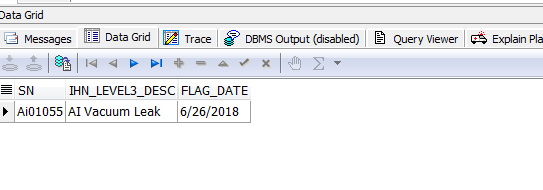 Data Grid
Messages Data Grid Trace DBMS Output (disabled) Query Viewer Explain Pla
SN IHN_LEVEL3_DESC FLAG_DATE
Ai01055 AI Vacuum Leak 6/26/2018